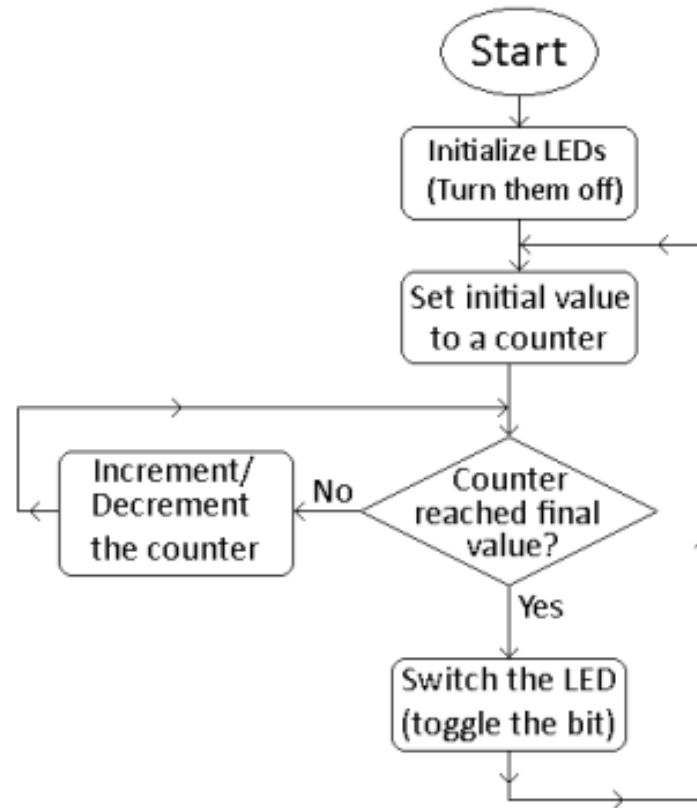 Start
Initialize LEDs
(Turn them off)
Set initial value
to a counter
Increment/
Decrement
the counter
No
Counter
reached final
value?
Yes
Switch the LED
(toggle the bit)